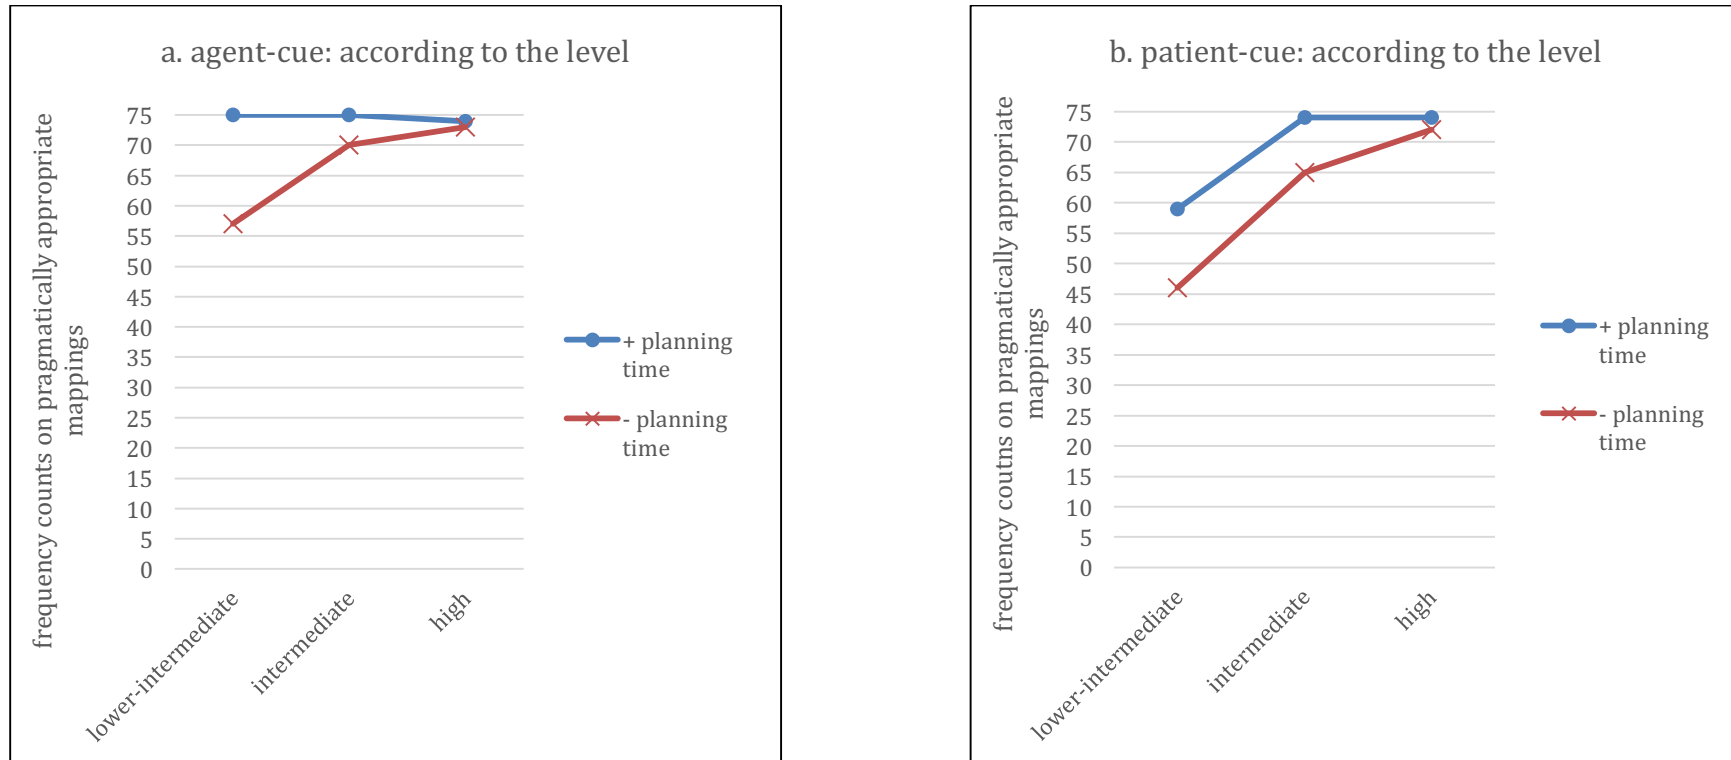 a. agent-cue: according to the level
frequency counts on pragmatically appropriate
mappings
75
70
65
60
55
50
45
40
35
30
25
20
15
10
5
0
lower-intermediate
intermediate
high
+ planning
time
- planning
time
b. patient-cue: according to the level
frequency coutns on pragmatically appropriate
mappings
75
70
65
60
55
50
45
40
35
30
25
20
15
10
5
0
lower-intermediate
intermediate
high
+ planning
time
- planning
time